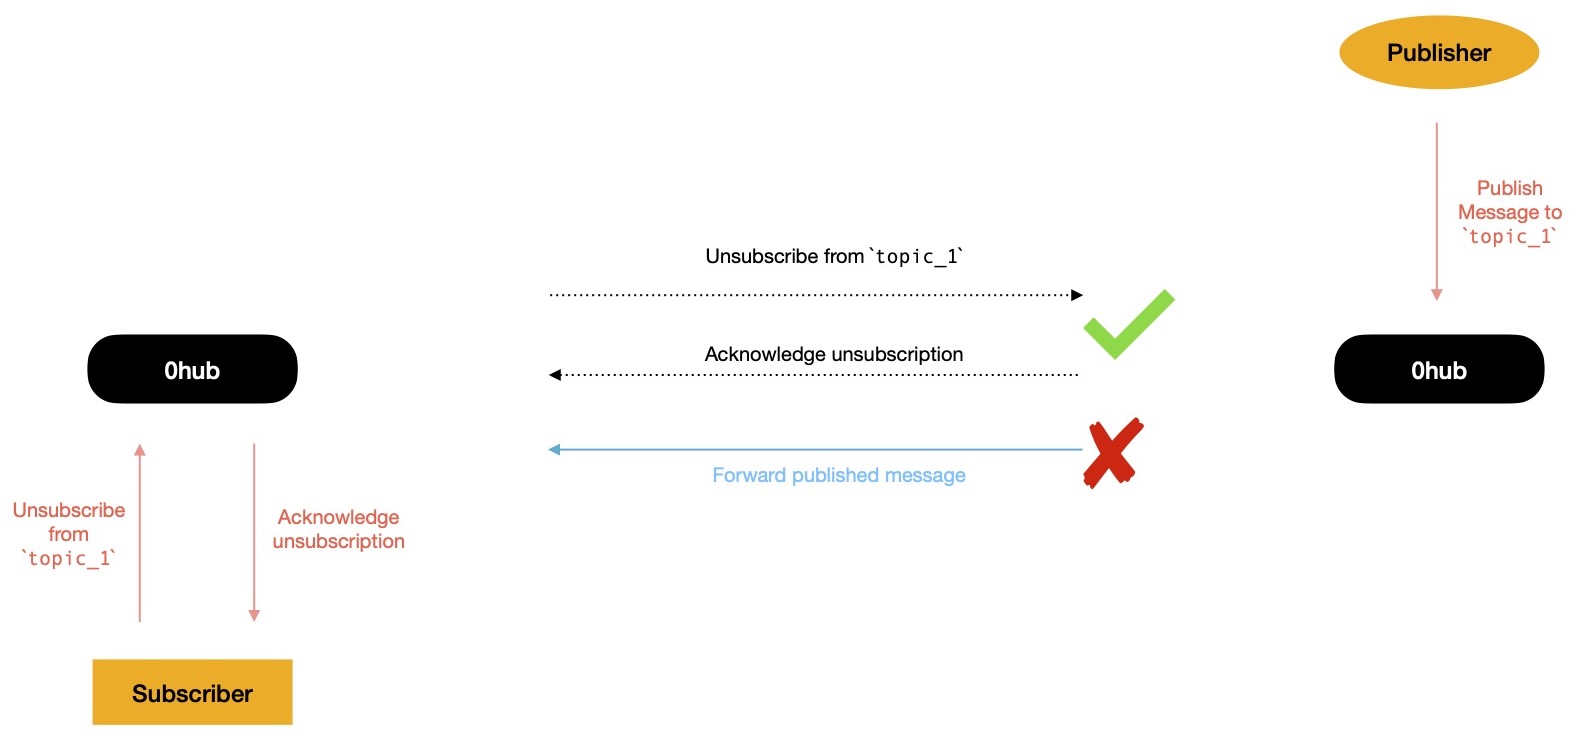 Publisher
Publish
Message to
`topic_1`
Unsubscribe from `topic_1`
Acknowledge unsubscription
0hub
0hub
Forward published message
Unsubscribe
from
`topic_1`
Acknowledge
unsubscription
Subscriber